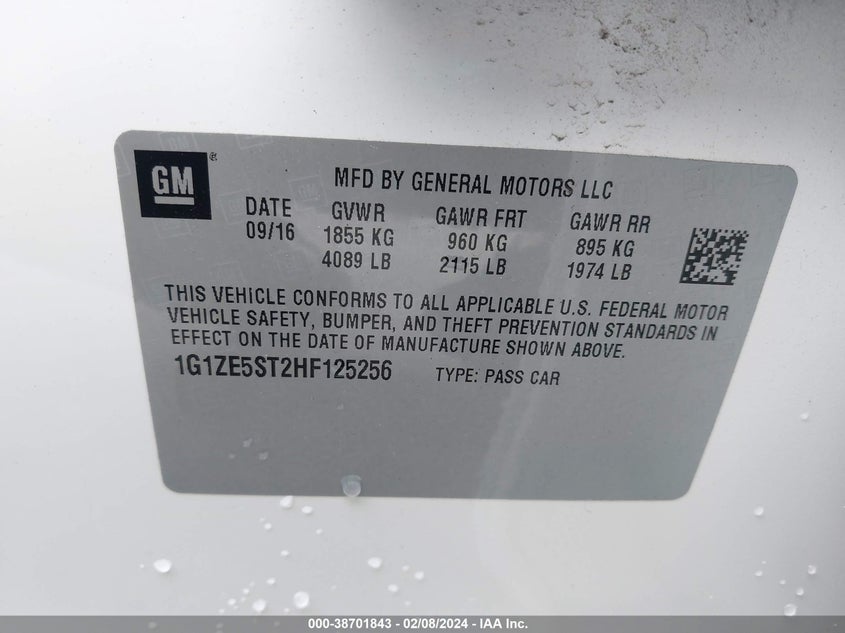 GM
MFD BY GENERAL MOTORS LLC
DATE GVWR GAWR FRT GAWR RR
09/16 1855 KG 960 KG 895 KG
4089 LB 2115 LB 1974 LB
THIS VEHICLE CONFORMS TO ALL APPLICABLE U.S. FEDERAL MOTOR
VEHICLE SAFETY, BUMPER, AND THEFT PREVENTION STANDARDS IN
EFFECT ON THE DATE OF MANUFACTURE SHOWN ABOVE.
1G1ZE5ST2HF125256 TYPE: PASS CAR
000-38701843 - 02/08/2024 - IAA Inc.